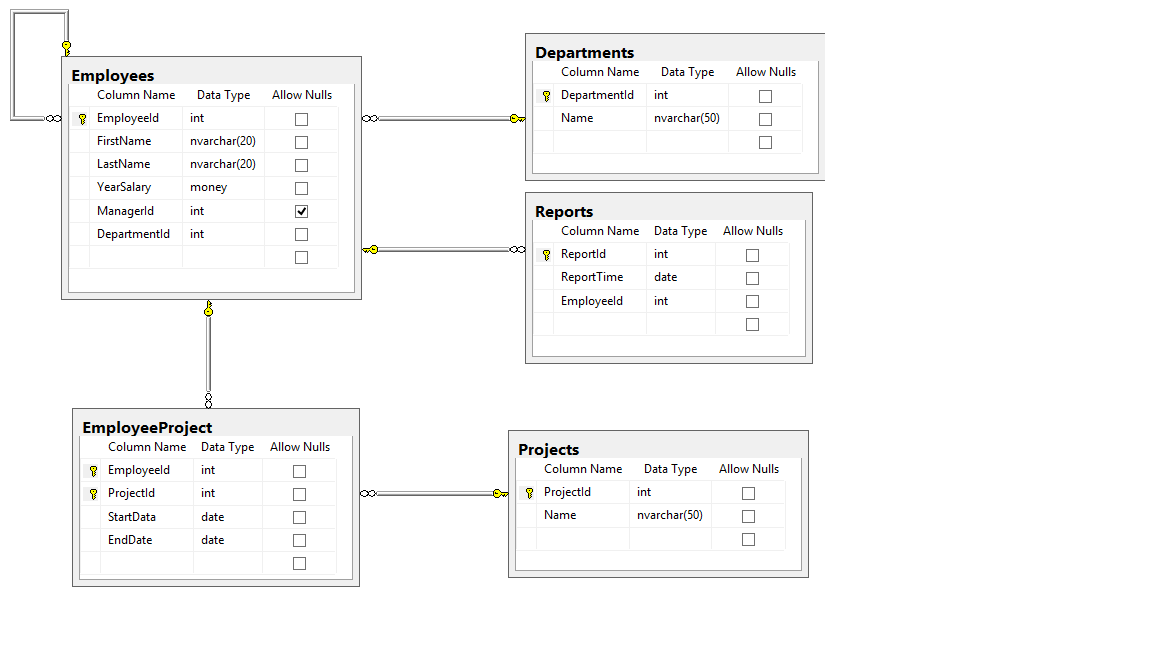 Employees
Column Name Data Type Allow Nulls
EmployeeId int
FirstName nvarchar(20)
LastName nvarchar(20)
YearSalary money
ManagerId int
DepartmentId int
Departments
Column Name Data Type Allow Nulls
DepartmentId int
Name nvarchar(50)
Reports
Column Name Data Type Allow Nulls
ReportId int
ReportTime date
EmployeeId int
EmployeeProject
Column Name Data Type Allow Nulls
EmployeeId int
ProjectId int
StartData date
EndDate date
Projects
Column Name Data Type Allow Nulls
ProjectId int
Name nvarchar(50)